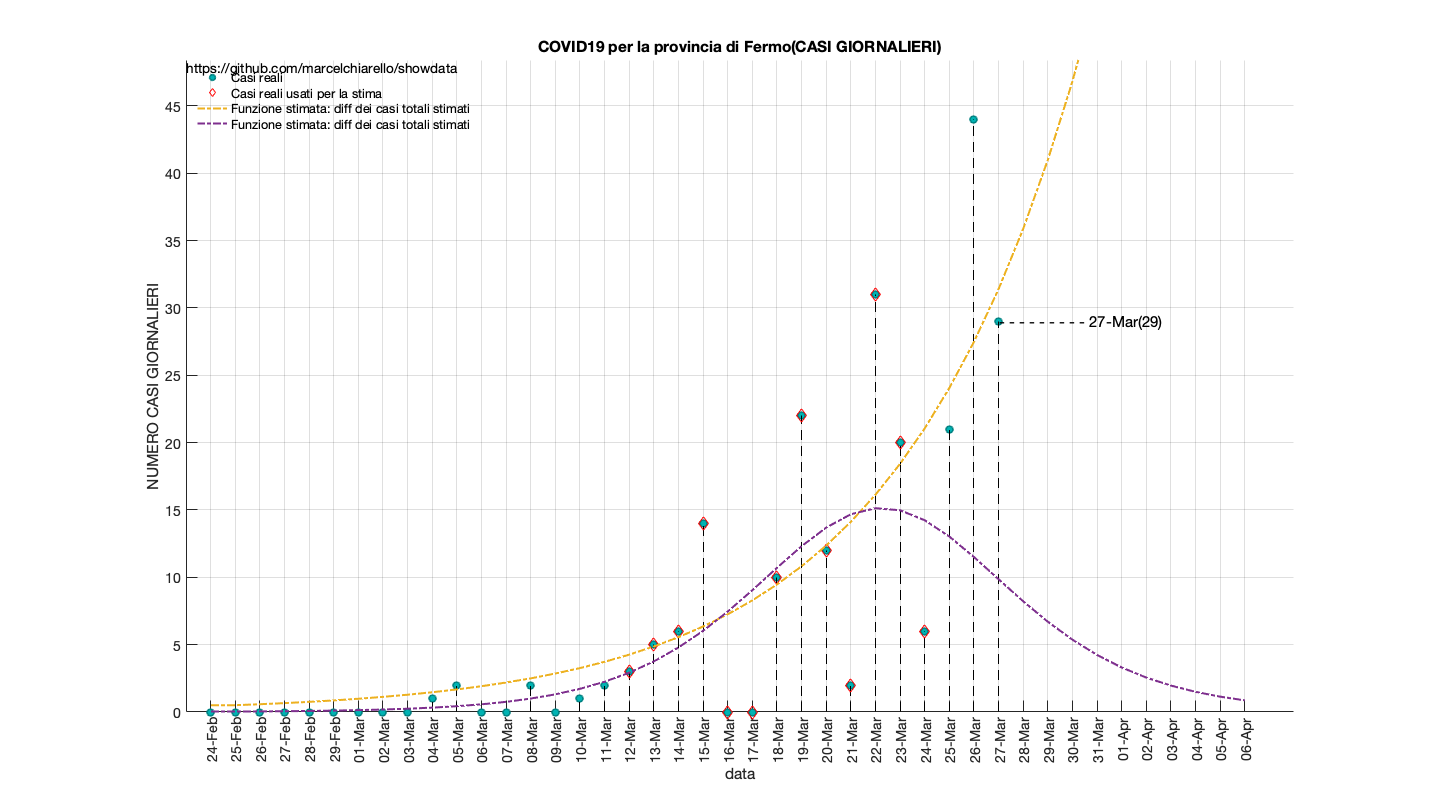 COVID19 per la provincia di Fermo(CASI GIORNALIERI)
https://github.com/marcelchiarello/showdata
Casi reali
Casi reali usati per la stima
Funzione stimata: diff dei casi totali stimati
Funzione stimata: diff dei casi totali stimati
NUMERO CASI GIORNALIERI
45
40
35
30
25
20
15
10
5
0
27-Mar(29)
24-Feb
25-Feb
26-Feb
27-Feb
28-Feb
29-Feb
01-Mar
02-Mar
03-Mar
04-Mar
05-Mar
06-Mar
07-Mar
08-Mar
09-Mar
10-Mar
11-Mar
12-Mar
13-Mar
14-Mar
15-Mar
16-Mar
17-Mar
18-Mar
19-Mar
20-Mar
21-Mar
22-Mar
23-Mar
24-Mar
25-Mar
26-Mar
27-Mar
28-Mar
29-Mar
30-Mar
31-Mar
01-Apr
02-Apr
03-Apr
04-Apr
05-Apr
06-Apr
data